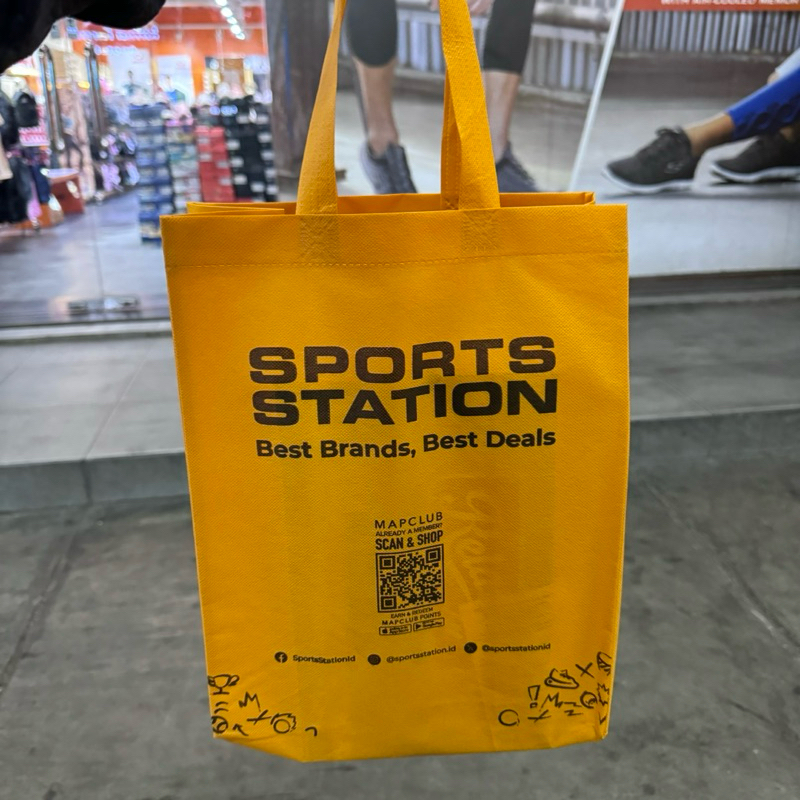 SPORTS
STATION
Best Brands, Best Deals
MAPCLUB
ALREADY A MEMBER?
SCAN & SHOP
EARN & REDEEM
MAPCLUB POINTS
SportsStationid @sportsstation.id @sportsstationid